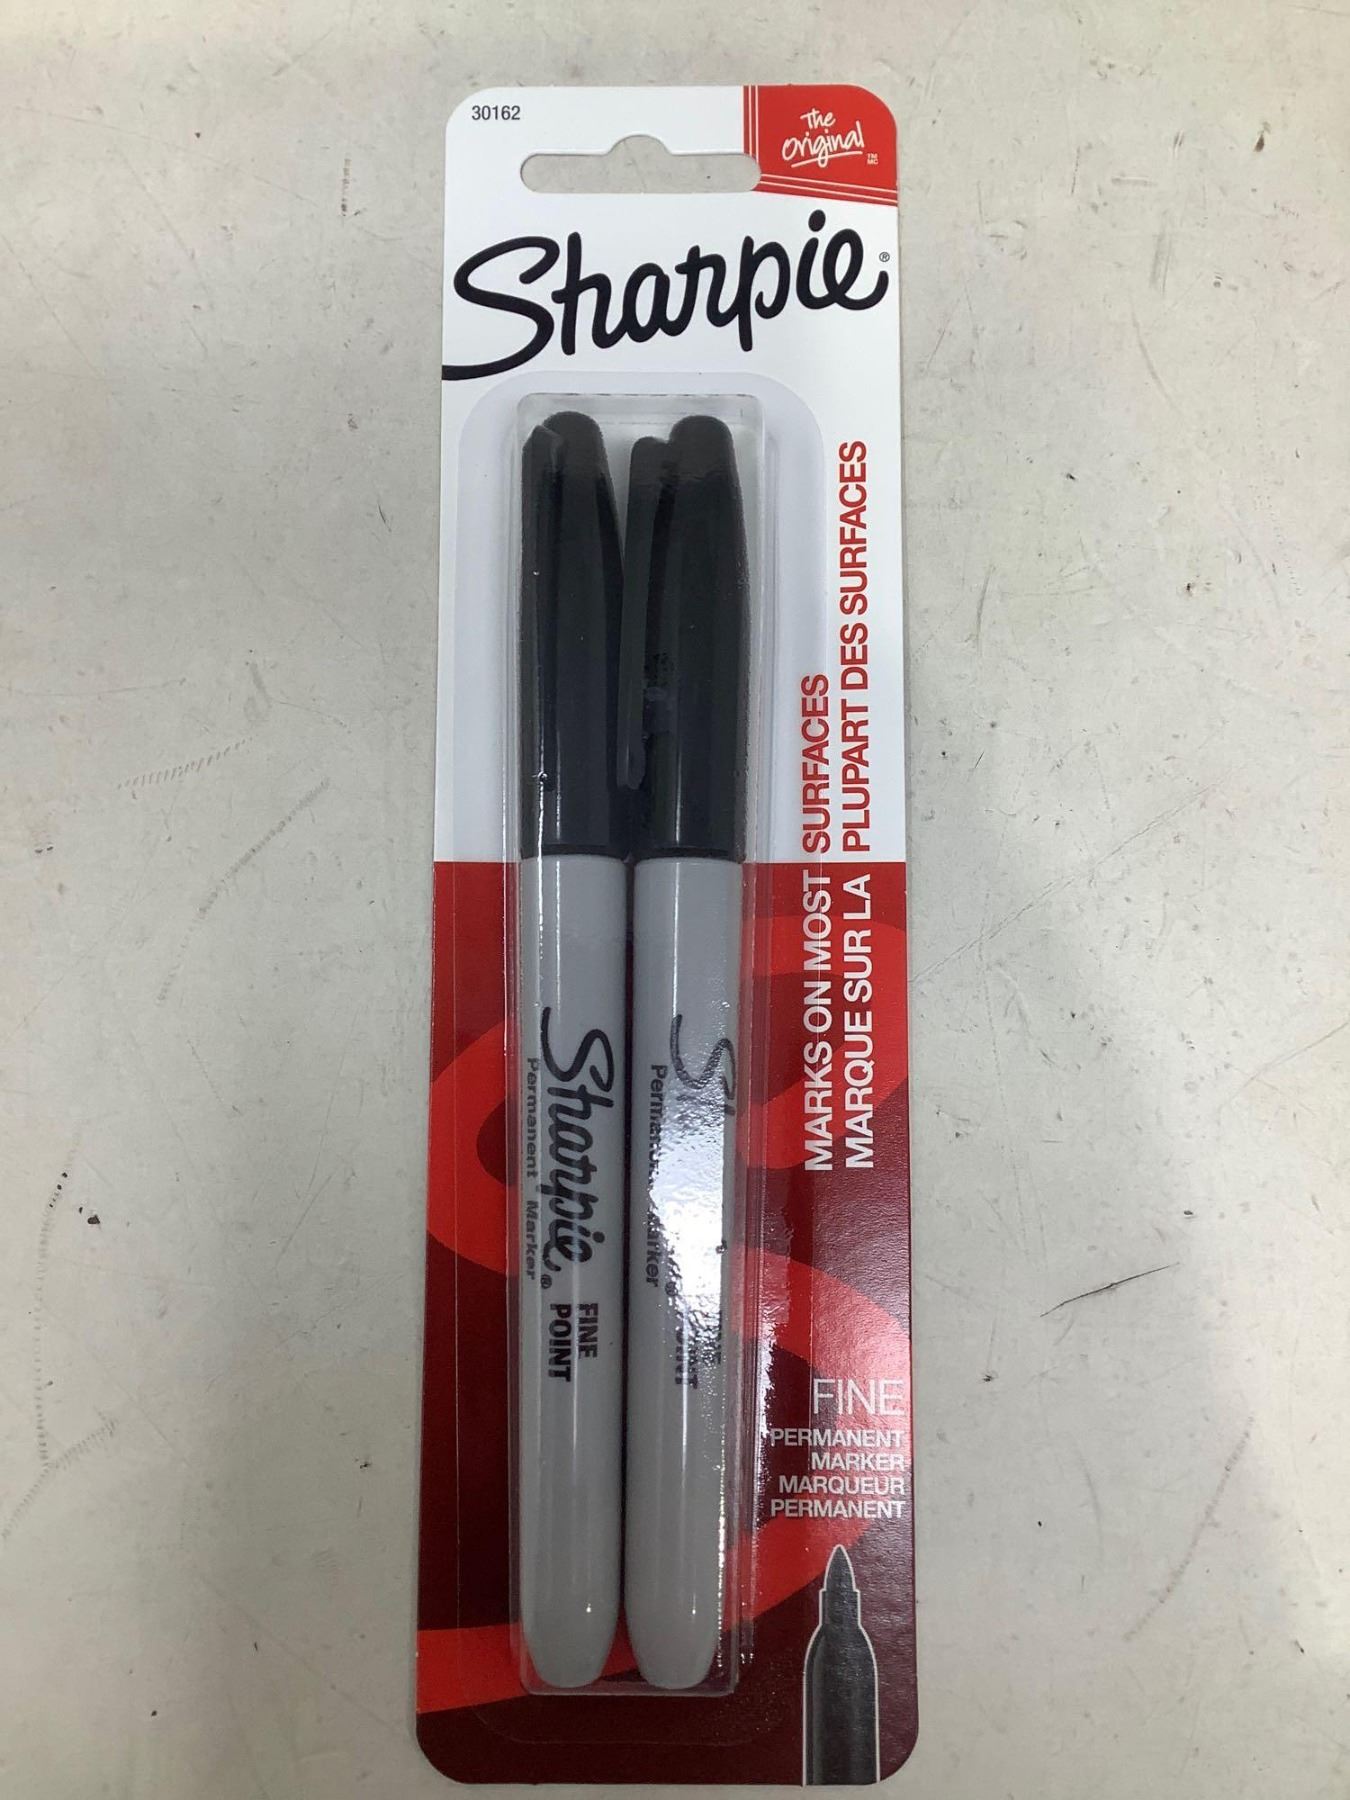 30162
The
Original
TM
MC
Sharpie®
MARKS ON MOST SURFACES
MARQUE SUR LA PLUPART DES SURFACES
Sharpie®
Permanent Marker
FINE
POINT
FINE
PERMANENT
MARKER
MARQUEUR
PERMANENT